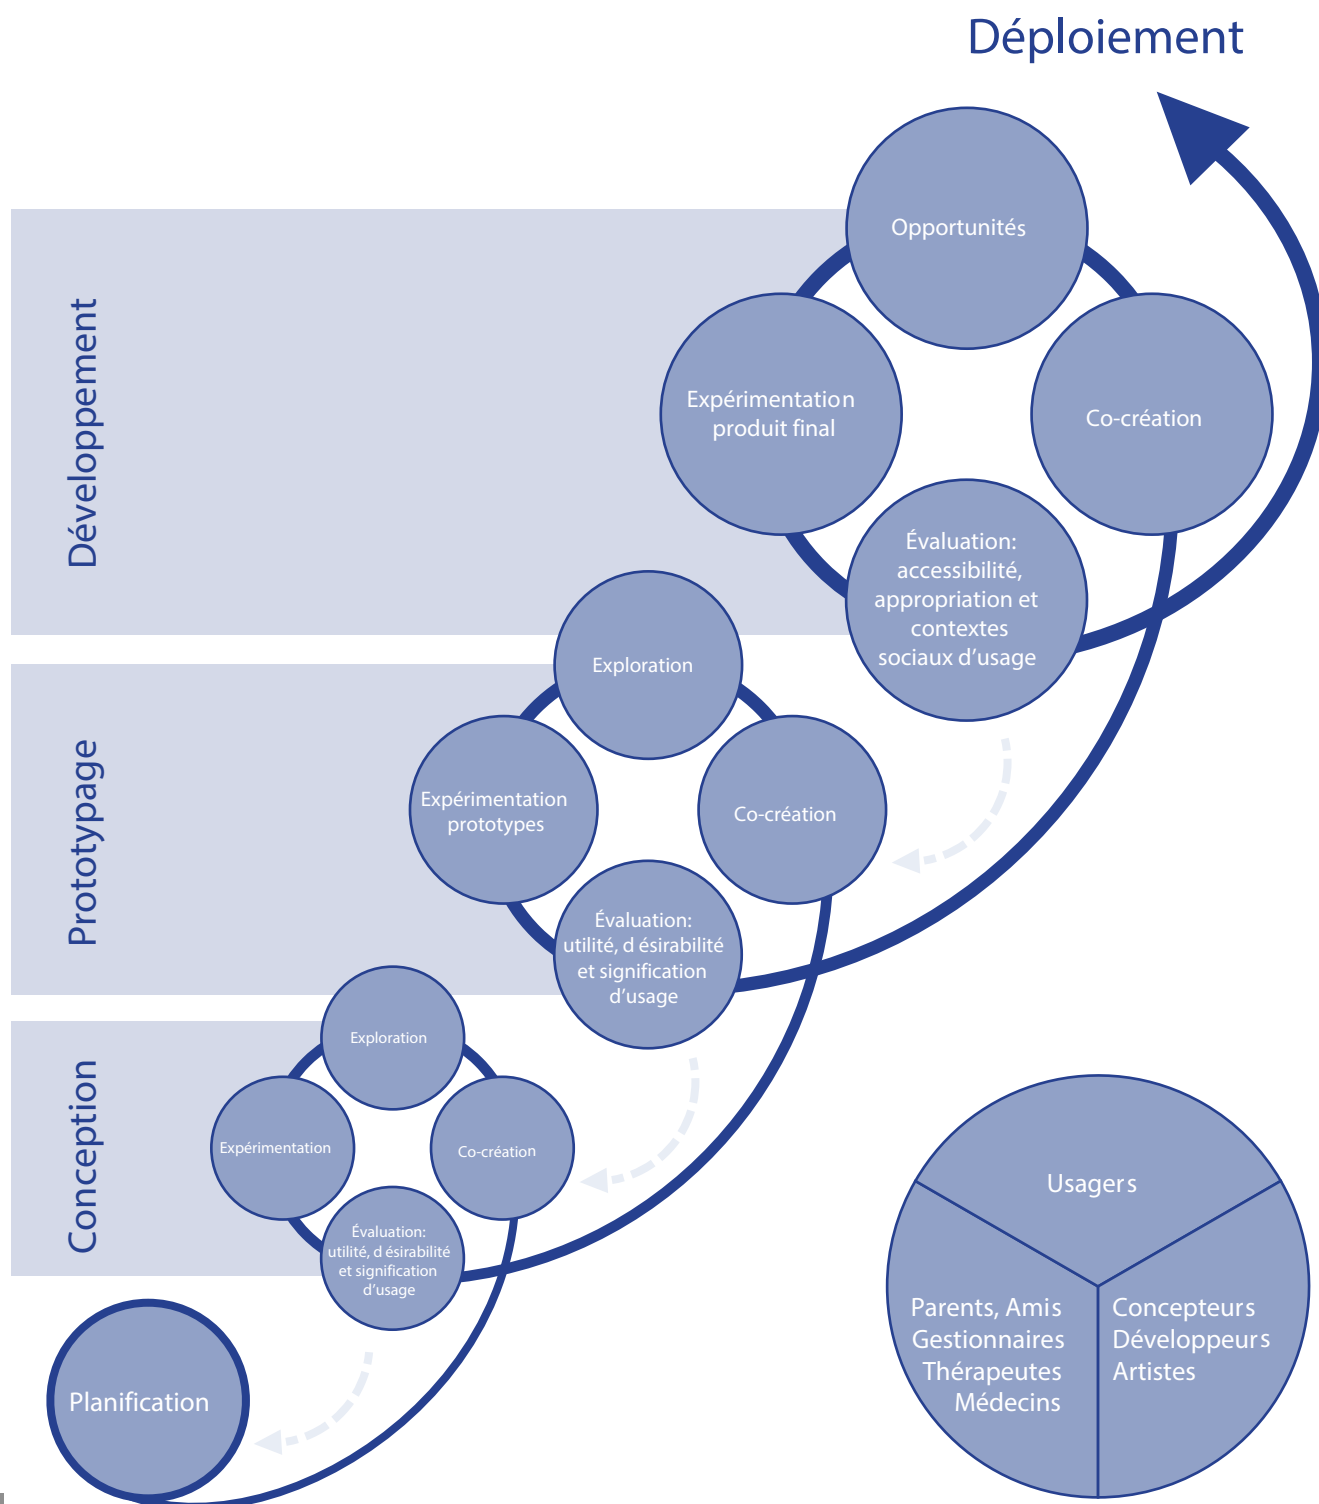 Déploiement
Développement
Opportunités
Expérimentation
produit final
Co-création
Évaluation:
accessibilité,
appropriation et
contextes
sociaux d'usage
Prototypage
Exploration
Expérimentation
prototypes
Co-création
Évaluation:
utilité, d ésirabilité
et signification
d'usage
Conception
Exploration
Expérimentation
Co-création
Évaluation:
utilité, d ésirabilité
et signification
d'usage
Planification
Usagers
Parents, Amis
Gestionnaires
Thérapeutes
Médecins
Concepteurs
Développeurs
Artistes